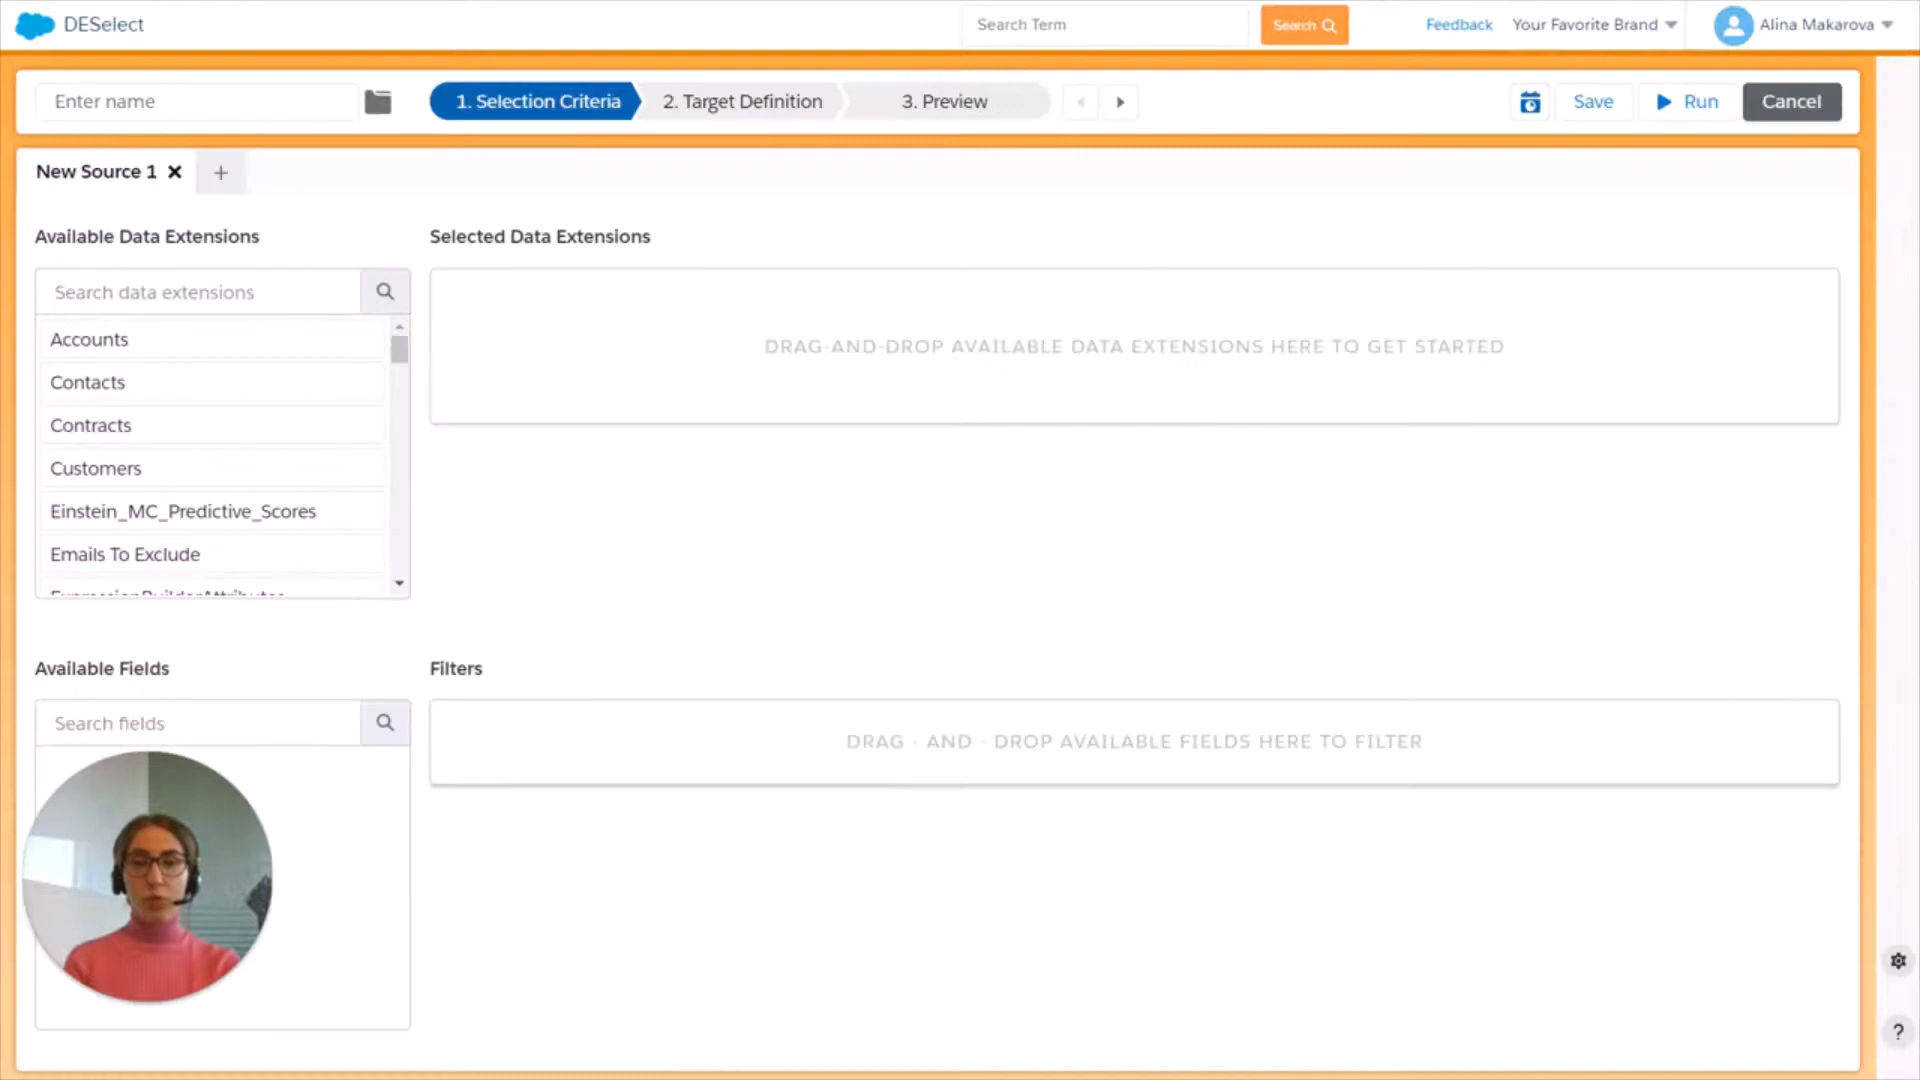 DESelect
Search Term
Search
Feedback
Your Favorite Brand
Alina Makarova
Enter name
1. Selection Criteria
2. Target Definition
3. Preview
Save
Run
Cancel
New Source 1
+
Available Data Extensions
Search data extensions
Accounts
Contacts
Contracts
Customers
Einstein_MC_Predictive_Scores
Emails To Exclude
ExpressionBuilderAttributes
Selected Data Extensions
DRAG-AND-DROP AVAILABLE DATA EXTENSIONS HERE TO GET STARTED
Available Fields
Search fields
Filters
DRAG - AND - DROP AVAILABLE FIELDS HERE TO FILTER
?